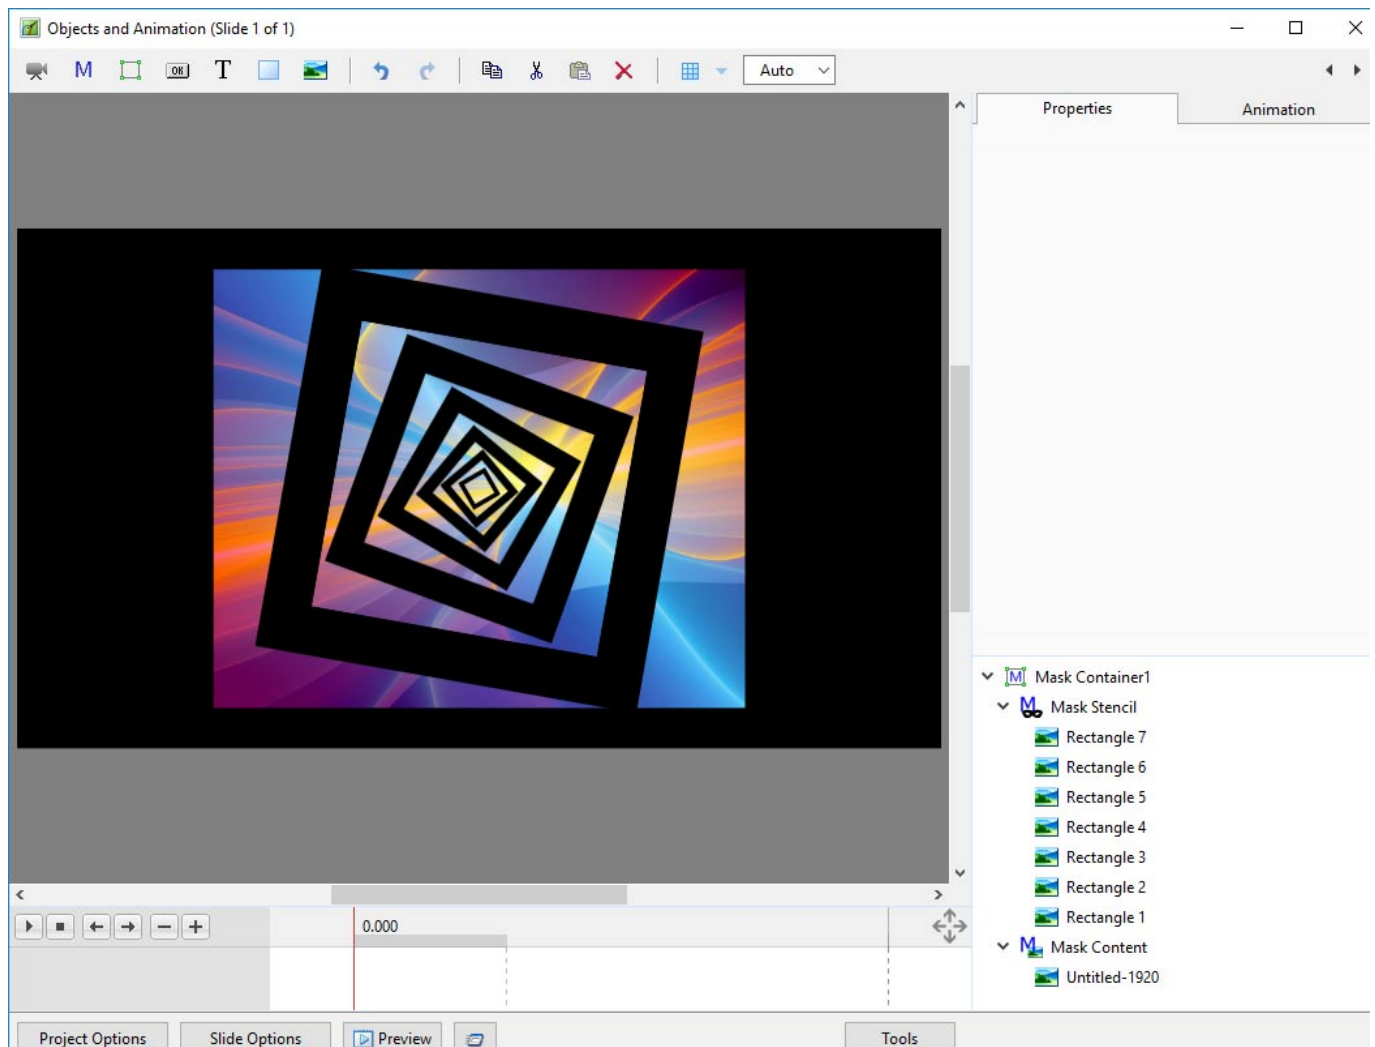 Objects and Animation (Slide 1 of 1)
M OK T Auto
Properties Animation
Mask Container1
Mask Stencil
Rectangle 7
Rectangle 6
Rectangle 5
Rectangle 4
Rectangle 3
Rectangle 2
Rectangle 1
Mask Content
Untitled-1920
0.000
Project Options Slide Options Preview Tools